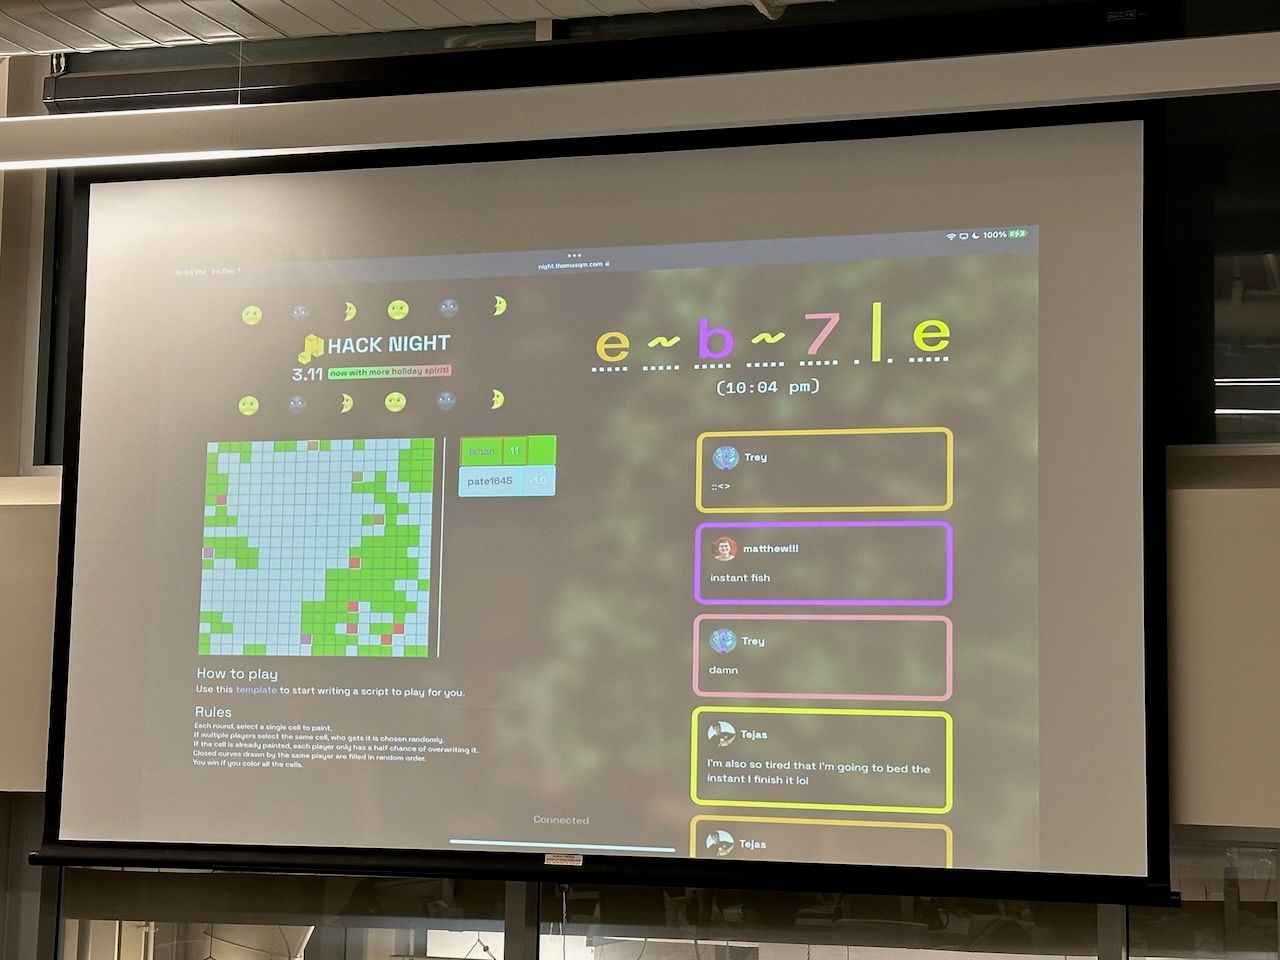 10:04 PM Fri Dec 1
night.thomasqm.com
100%
HACK NIGHT
3.11 now with more holiday spirit!
e~b~7|e
(10:04 pm)
ishan 11
pate1645 -1.0
Trey
::<>
matthew!!!
instant fish
Trey
damn
Tejas
I'm also so tired that I'm going to bed the
instant I finish it lol
Tejas
How to play
Use this template to start writing a script to play for you.
Rules
Each round, select a single cell to paint.
If multiple players select the same cell, who gets it is chosen randomly.
If the cell is already painted, each player only has a half chance of overwriting it.
Closed curves drawn by the same player are filled in random order.
You win if you color all the cells.
Connected